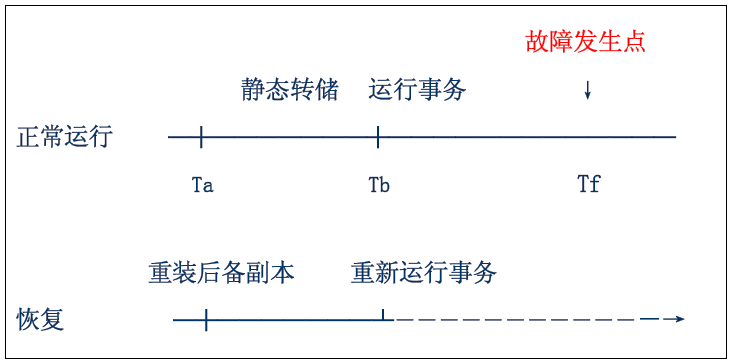 故障发生点
静态转储 运行事务
正常运行
Ta Tb Tf
重装后备副本 重新运行事务
恢复